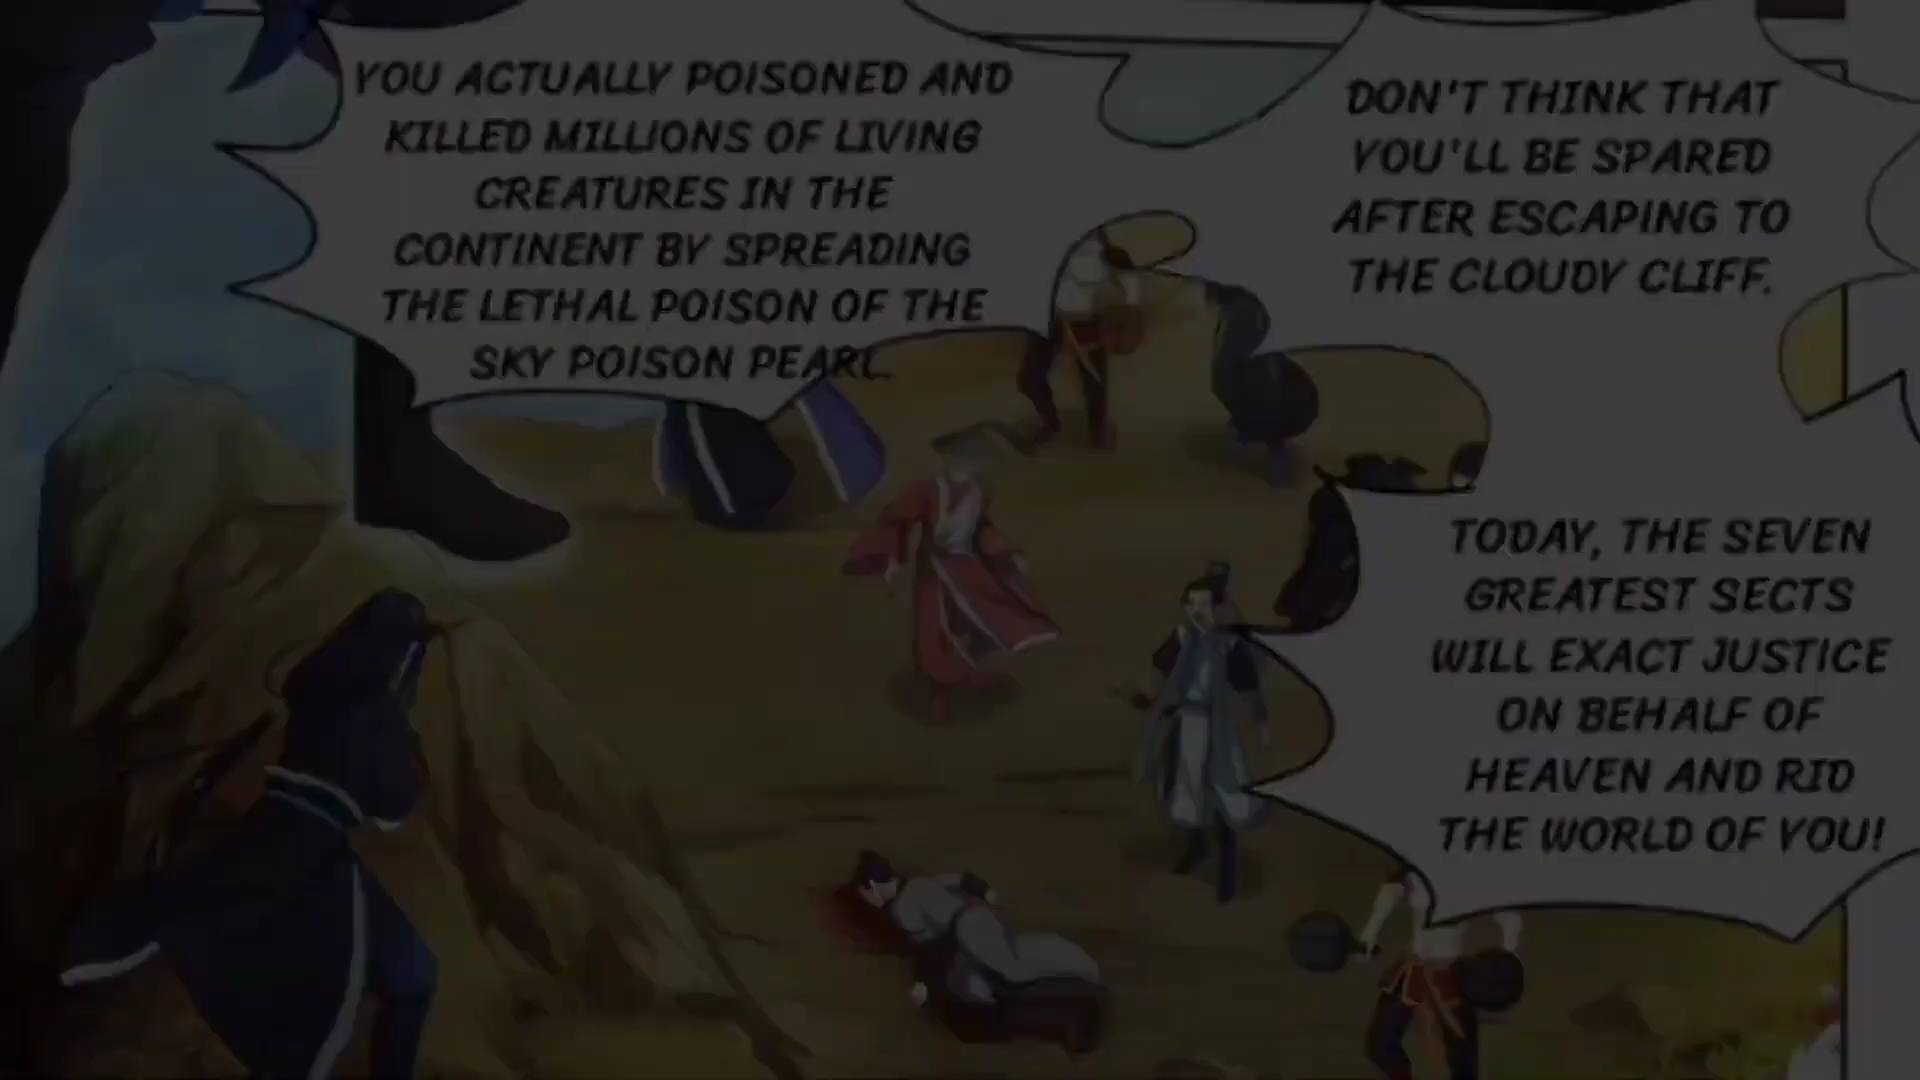 YOU ACTUALLY POISONED AND
KILLED MILLIONS OF LIVING
CREATURES IN THE
CONTINENT BY SPREADING
THE LETHAL POISON OF THE
SKY POISON PEARL.
DON'T THINK THAT
YOU'LL BE SPARED
AFTER ESCAPING TO
THE CLOUDY CLIFF.
TODAY, THE SEVEN
GREATEST SECTS
WILL EXACT JUSTICE
ON BEHALF OF
HEAVEN AND RID
THE WORLD OF YOU!